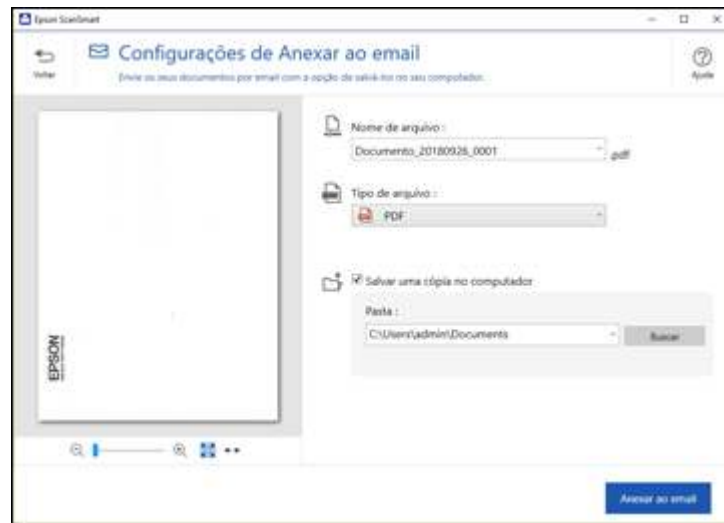 Epson ScanSmart
Voltar
Configurações de Anexar ao email
Envie os seus documentos por email com a opção de salvá-los no seu computador.
Ajuda
Nome de arquivo :
Documento_20180926_0001
.pdf
Tipo de arquivo :
PDF
Salvar uma cópia no computador
Pasta :
C:\Users\admin\Documents
Buscar
EPSON
Anexar ao email